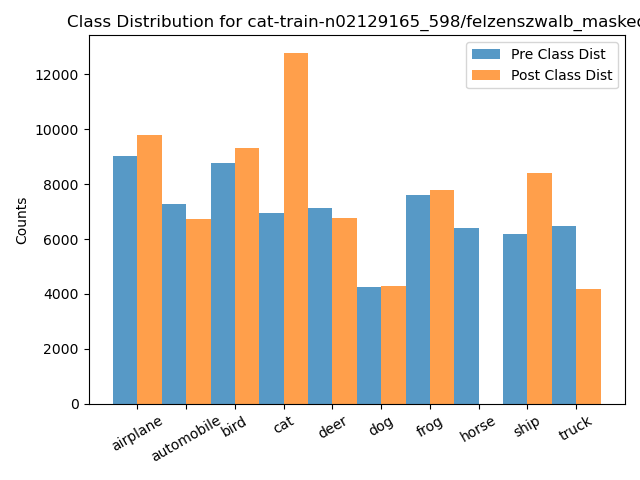 Class Distribution for cat-train-n02129165_598/felzenszwalb_masked
Pre Class Dist
Post Class Dist
Counts
12000
10000
8000
6000
4000
2000
0
airplane
automobile
bird
cat
deer
dog
frog
horse
ship
truck